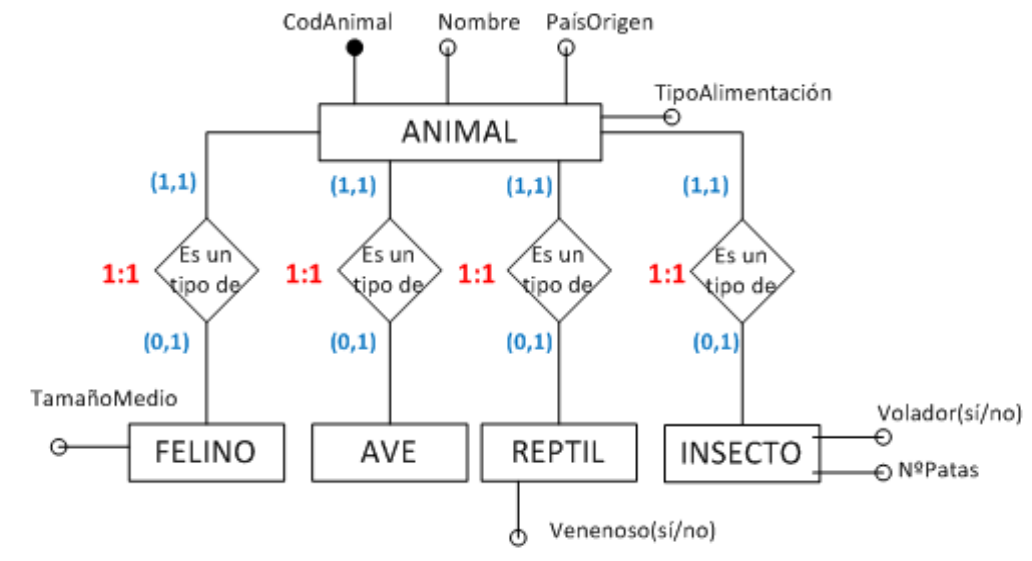 CodAnimal Nombre PaísOrigen
TipoAlimentación
ANIMAL
(1,1) (1,1) (1,1) (1,1)
1:1 Es un tipo de
1:1 Es un tipo de
1:1 Es un tipo de
1:1 Es un tipo de
(0,1) (0,1) (0,1) (0,1)
TamañoMedio
FELINO AVE REPTIL INSECTO
Volador(sí/no)
NºPatas
Venenoso(sí/no)